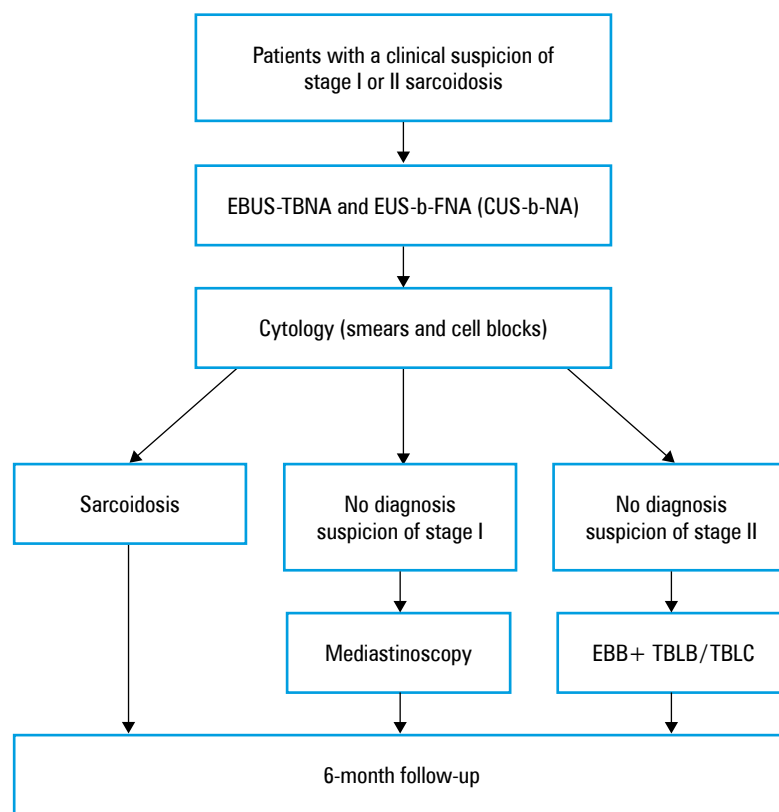 Patients with a clinical suspicion of
stage I or II sarcoidosis
EBUS-TBNA and EUS-b-FNA (CUS-b-NA)
Cytology (smears and cell blocks)
Sarcoidosis
No diagnosis
suspicion of stage I
No diagnosis
suspicion of stage II
Mediastinoscopy
EBB+ TBLB/TBLC
6-month follow-up